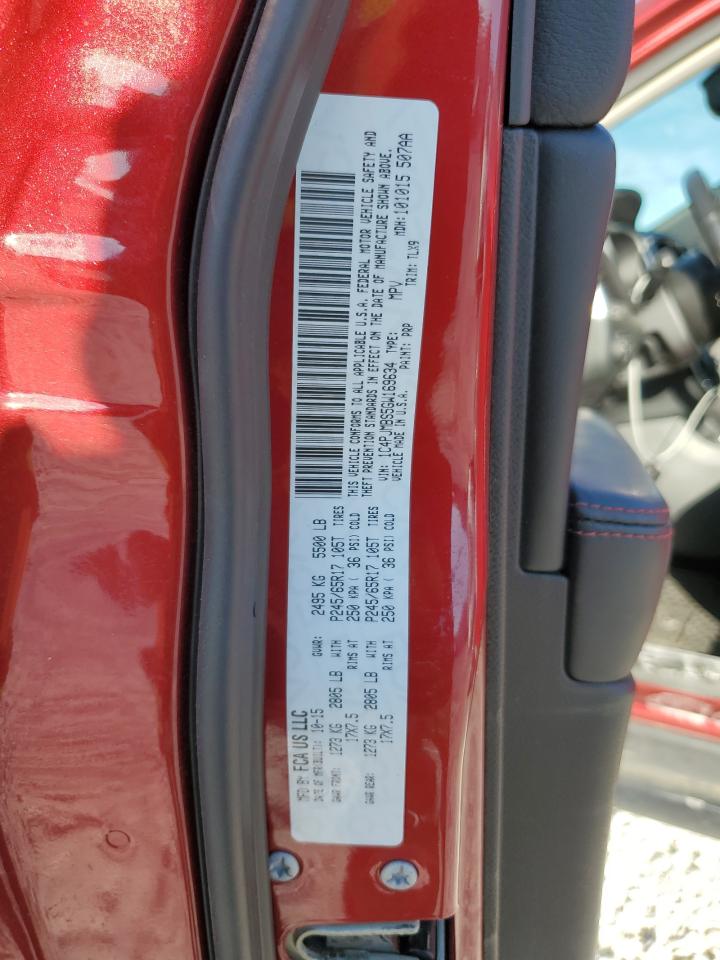 MFD BY: FCA US LLC
DATE OF MFR(BUILT): 10-15 GVWR: 2495 KG 5500 LB
GAWR FRONT: 1273 KG 2805 LB WITH P245/65R17 105T TIRES
17X7.5 RIMS AT 250 KPA ( 36 PSI) COLD
GAWR REAR: 1273 KG 2805 LB WITH P245/65R17 105T TIRES
17X7.5 RIMS AT 250 KPA ( 36 PSI) COLD
THIS VEHICLE CONFORMS TO ALL APPLICABLE U.S.A. FEDERAL MOTOR VEHICLE SAFETY AND
THEFT PREVENTION STANDARDS IN EFFECT ON THE DATE OF MANUFACTURE SHOWN ABOVE.
VIN: 1C4PJMBS5GW169634 TYPE: MPV MDH: 101015 507AA
VEHICLE MADE IN U.S.A. PAINT: PRP TRIM: TLX9